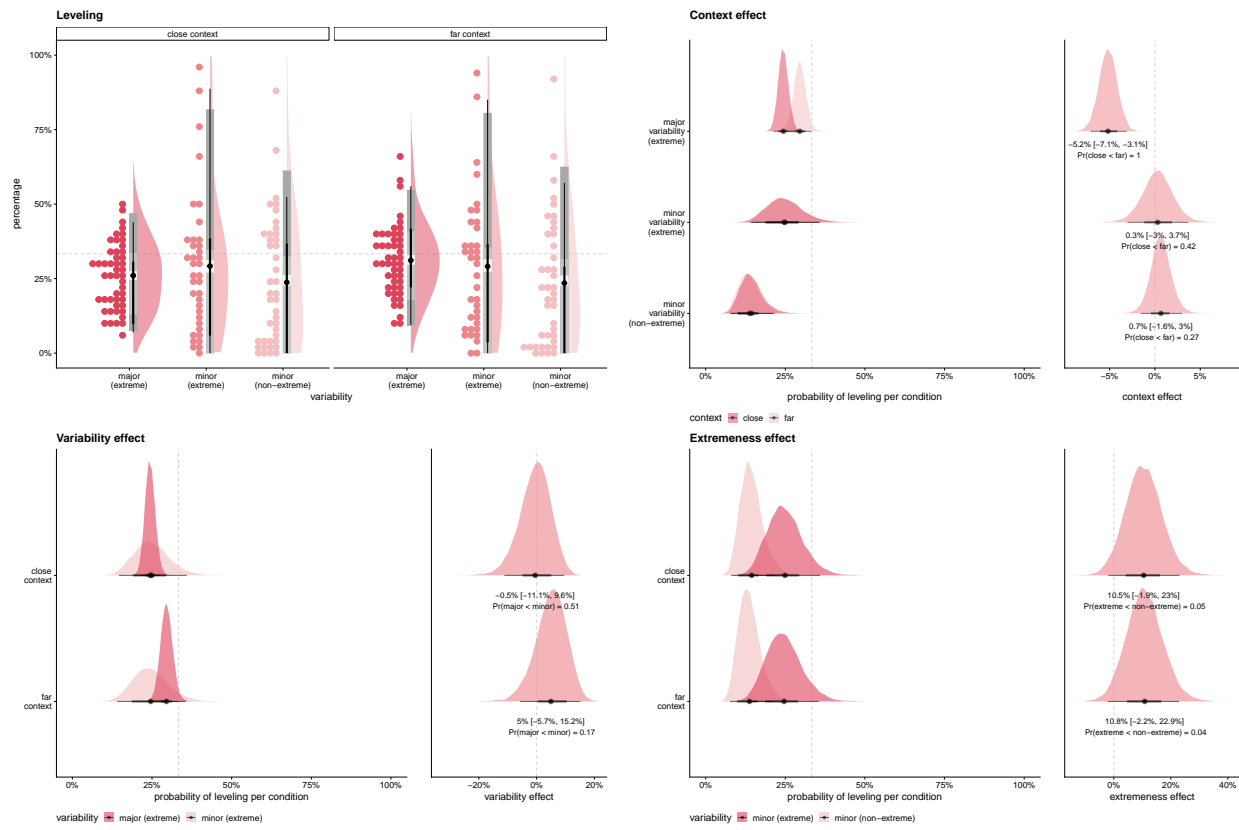 Leveling
close context
far context
100%
75%
50%
25%
0%
percentage
major
(extreme)
minor
(extreme)
minor
(non−extreme)
major
(extreme)
minor
(extreme)
minor
(non−extreme)
variability
Context effect
major
variability
(extreme)
minor
variability
(extreme)
minor
variability
(non−extreme)
−5.2% [−7.1%, −3.1%]
Pr(close < far) = 1
0.3% [−3%, 3.7%]
Pr(close < far) = 0.42
0.7% [−1.6%, 3%]
Pr(close < far) = 0.27
0%
25%
50%
75%
100%
probability of leveling per condition
−5%
0%
5%
context effect
context close far
Variability effect
close
context
far
context
−0.5% [−11.1%, 9.6%]
Pr(major < minor) = 0.51
5% [−5.7%, 15.2%]
Pr(major < minor) = 0.17
0%
25%
50%
75%
100%
probability of leveling per condition
−20%
0%
20%
variability effect
variability major (extreme) minor (extreme)
Extremeness effect
close
context
far
context
10.5% [−1.9%, 23%]
Pr(extreme < non−extreme) = 0.05
10.8% [−2.2%, 22.9%]
Pr(extreme < non−extreme) = 0.04
0%
25%
50%
75%
100%
probability of leveling per condition
0%
20%
40%
extremeness effect
variability minor (extreme) minor (non−extreme)